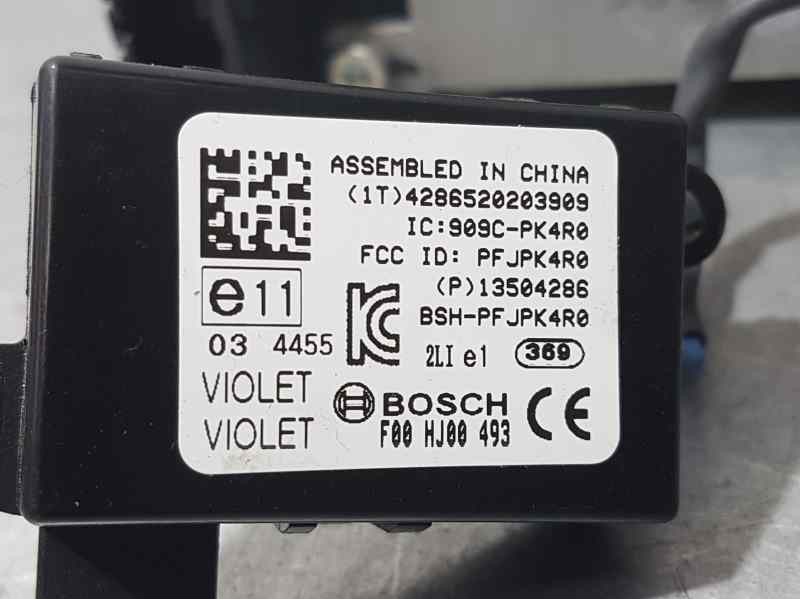 ASSEMBLED IN CHINA
(1T)4286520203909
IC:909C-PK4R0
FCC ID: PFJPK4R0
(P)13504286
BSH-PFJPK4R0
e11
03 4455
2LI e1 369
VIOLET
VIOLET
BOSCH
F00 HJ00 493
CE